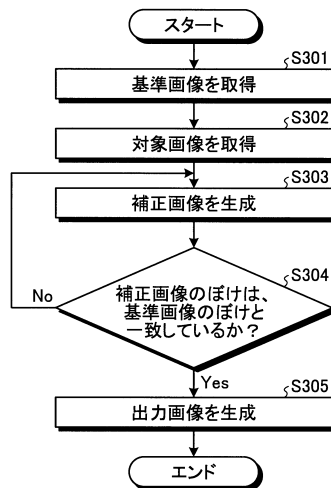 スタート
S301
基準画像を取得
S302
対象画像を取得
S303
補正画像を生成
S304
補正画像のぼけは、
基準画像のぼけと
一致しているか？
No
Yes
S305
出力画像を生成
エンド